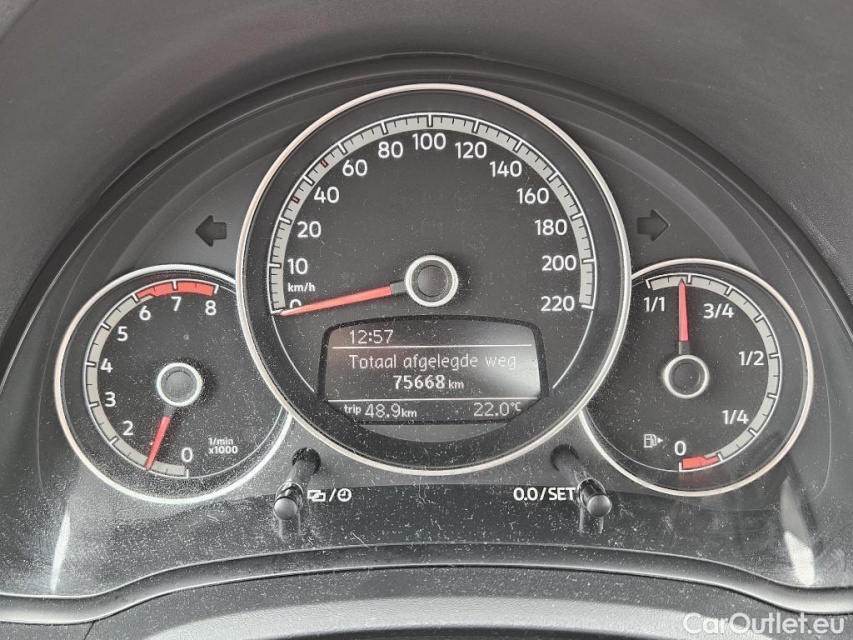 0 10 20 40 60 80 100 120 140 160 180 200 220
km/h
0 2 3 4 5 6 7 8
1/min
x1000
12:57
Totaal afgelegde weg
75668 km
trip 48.9 km 22.0°C
1/1 3/4 1/2 1/4 0
/
0.0/SET
CarOutlet.eu